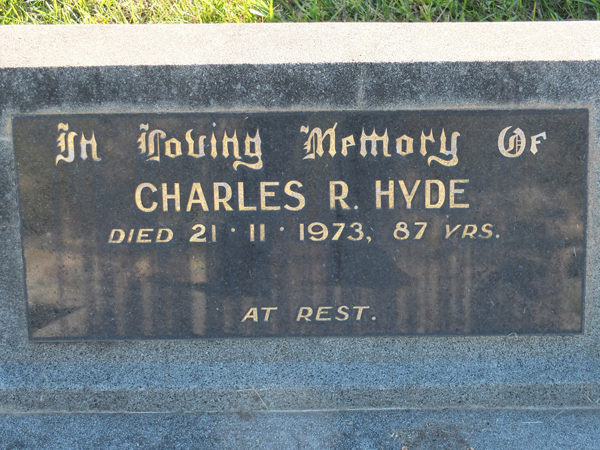 In Loving Memory Of
CHARLES R. HYDE
DIED 21 · 11 · 1973, 87 YRS.
AT REST.